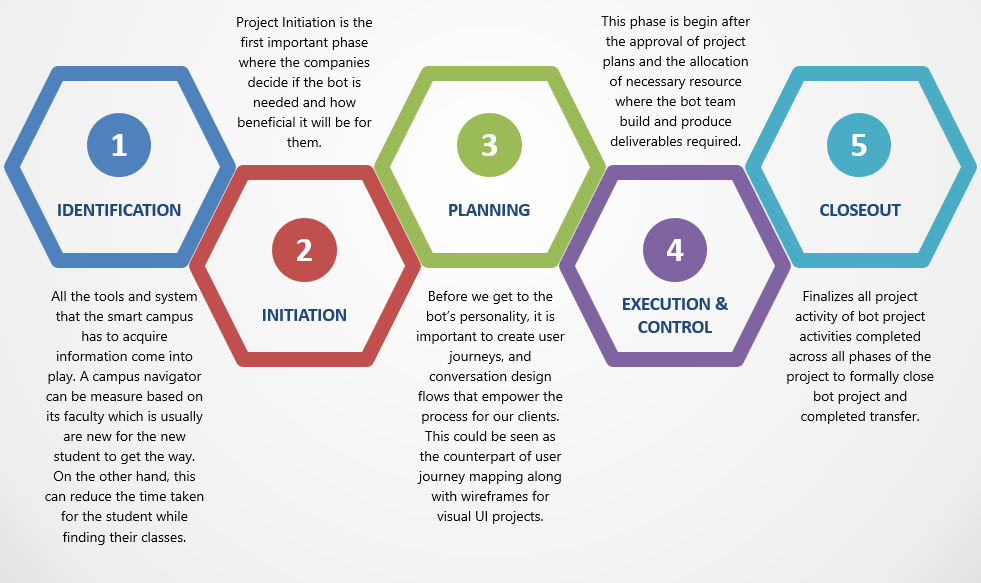 1
IDENTIFICATION
All the tools and system
that the smart campus
has to acquire
information come into
play. A campus navigator
can be measure based on
its faculty which is usually
are new for the new
student to get the way.
On the other hand, this
can reduce the time taken
for the student while
finding their classes.
Project Initiation is the
first important phase
where the companies
decide if the bot is
needed and how
beneficial it will be for
them.
2
INITIATION
3
PLANNING
Before we get to the
bot's personality, it is
important to create user
journeys, and
conversation design
flows that empower the
process for our clients.
This could be seen as
the counterpart of user
journey mapping along
with wireframes for
visual UI projects.
This phase is begin after
the approval of project
plans and the allocation
of necessary resource
where the bot team
build and produce
deliverables required.
4
EXECUTION &
CONTROL
5
CLOSEOUT
Finalizes all project
activity of bot project
activities completed
across all phases of the
project to formally close
bot project and
completed transfer.